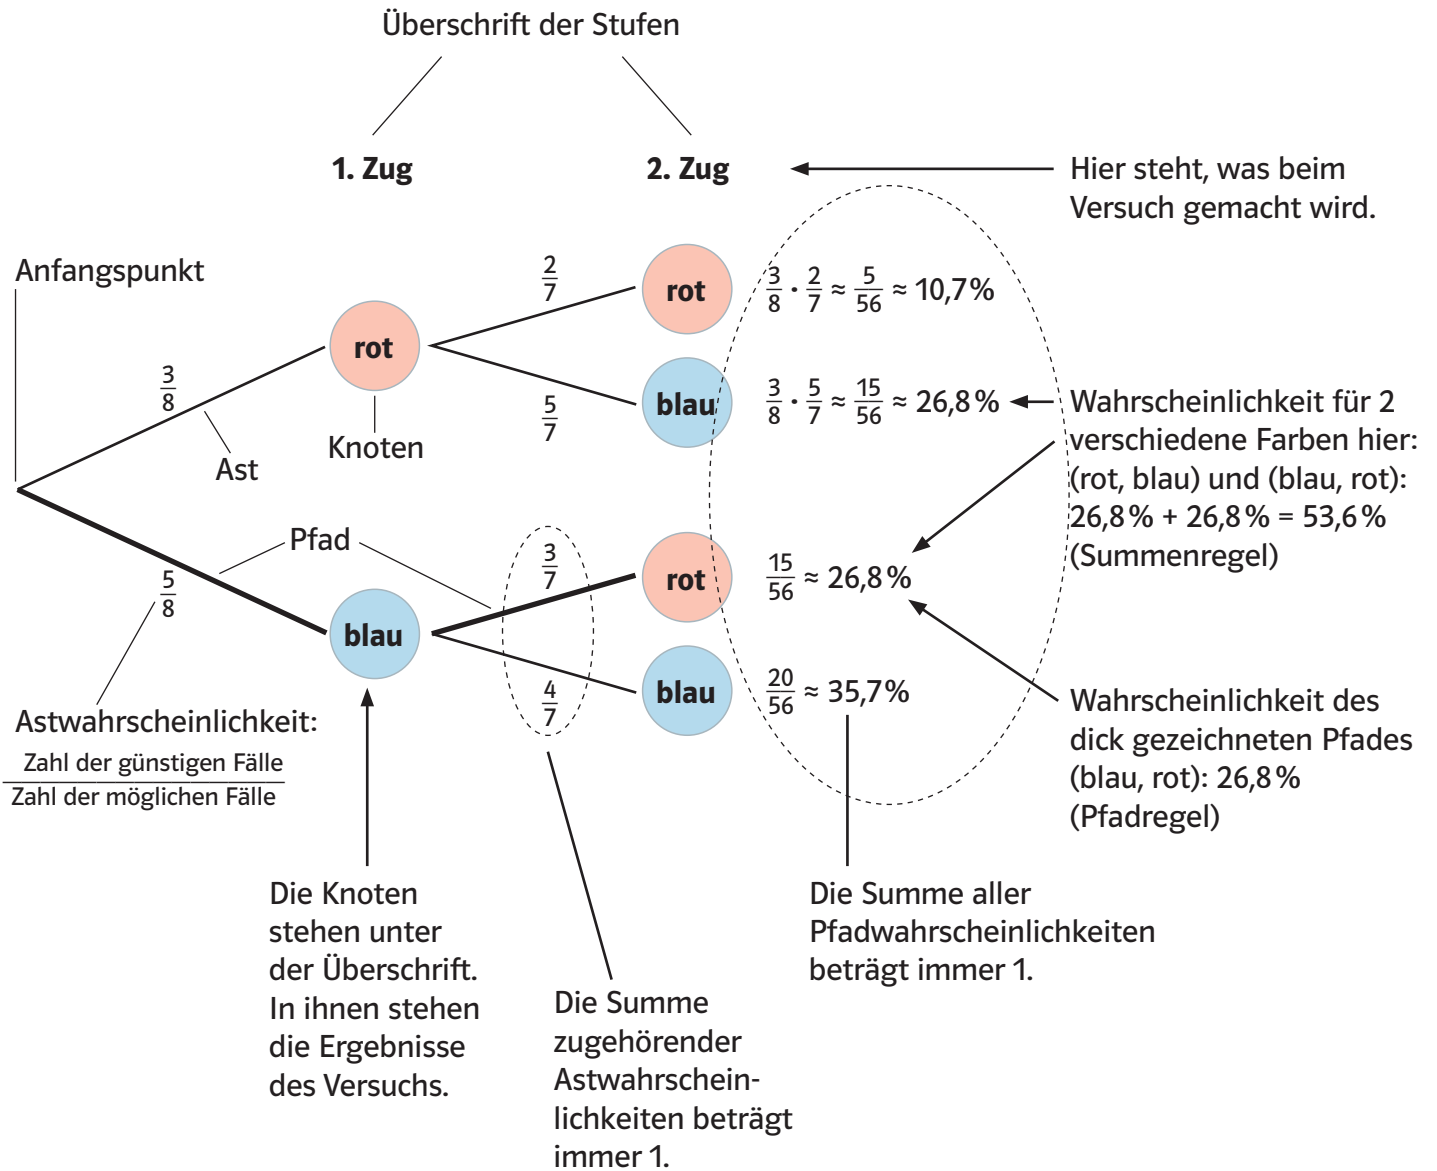 Überschrift der Stufen
1. Zug
2. Zug
Hier steht, was beim
Versuch gemacht wird.
Anfangspunkt
3/8
Ast
rot
Knoten
2/7
rot
3/8 · 2/7 ≈ 5/56 ≈ 10,7%
5/7
blau
3/8 · 5/7 ≈ 15/56 ≈ 26,8%
Wahrscheinlichkeit für 2
verschiedene Farben hier:
(rot, blau) und (blau, rot):
26,8% + 26,8% = 53,6%
(Summenregel)
Pfad
5/8
blau
3/7
rot
15/56 ≈ 26,8%
4/7
blau
20/56 ≈ 35,7%
Wahrscheinlichkeit des
dick gezeichneten Pfades
(blau, rot): 26,8%
(Pfadregel)
Astwahrscheinlichkeit:
Zahl der günstigen Fälle
Zahl der möglichen Fälle
Die Knoten
stehen unter
der Überschrift.
In ihnen stehen
die Ergebnisse
des Versuchs.
Die Summe
zugehörender
Astwahrschein-
lichkeiten beträgt
immer 1.
Die Summe aller
Pfadwahrscheinlichkeiten
beträgt immer 1.